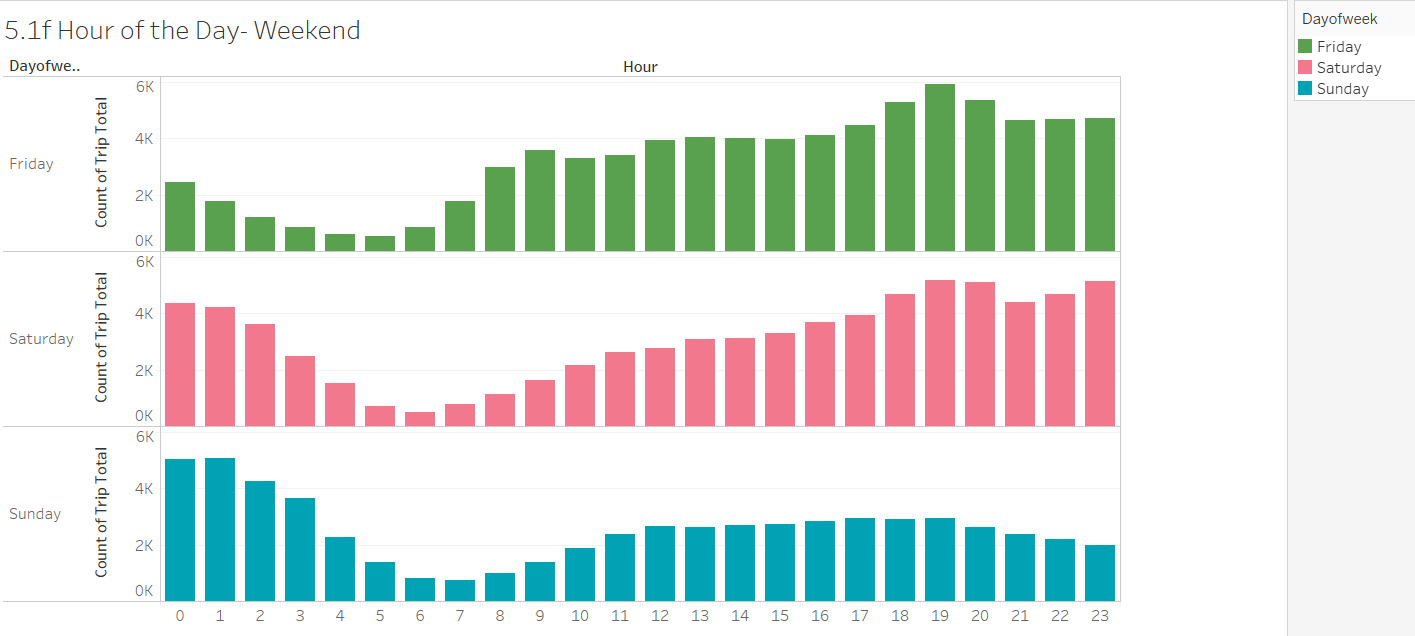 5.1f Hour of the Day- Weekend
Dayofwe..
Hour
Friday
Count of Trip Total
6K
4K
2K
0K
Saturday
Count of Trip Total
6K
4K
2K
0K
Sunday
Count of Trip Total
6K
4K
2K
0K
0 1 2 3 4 5 6 7 8 9 10 11 12 13 14 15 16 17 18 19 20 21 22 23
Dayofweek
Friday
Saturday
Sunday